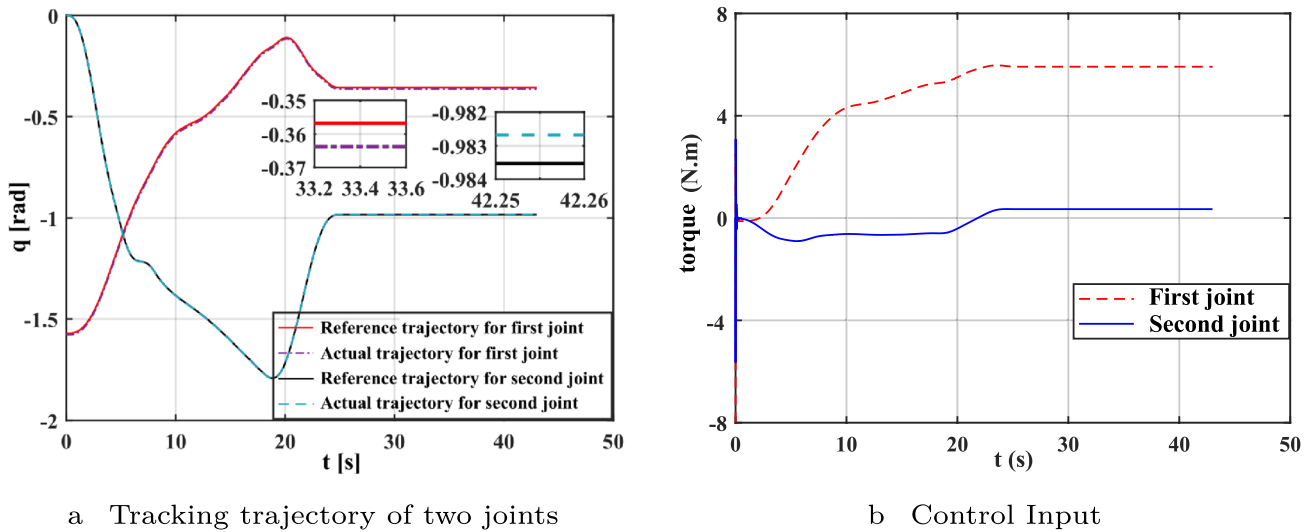 0
-0.5
-1
-1.5
-2
q [rad]
0 10 20 30 40 50
t [s]
-0.35
-0.36
-0.37
33.2 33.4 33.6
-0.982
-0.983
-0.984
42.25 42.26
Reference trajectory for first joint
Actual trajectory for first joint
Reference trajectory for second joint
Actual trajectory for second joint
a Tracking trajectory of two joints
8
4
0
-4
-8
torque (N.m)
0 10 20 30 40 50
t (s)
First joint
Second joint
b Control Input